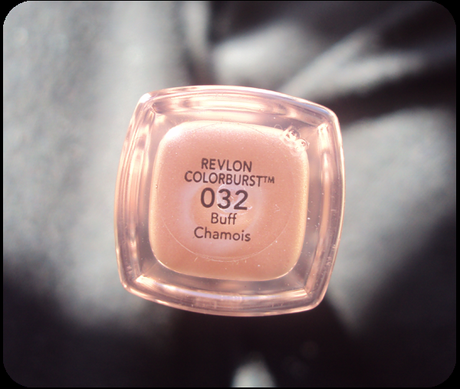 REVLON
COLORBURST™
032
Buff
Chamois